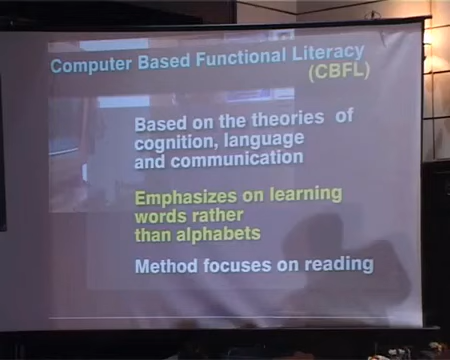 Computer Based Functional Literacy
(CBFL)
Based on the theories of
cognition, language
and communication
Emphasizes on learning
words rather
than alphabets
Method focuses on reading